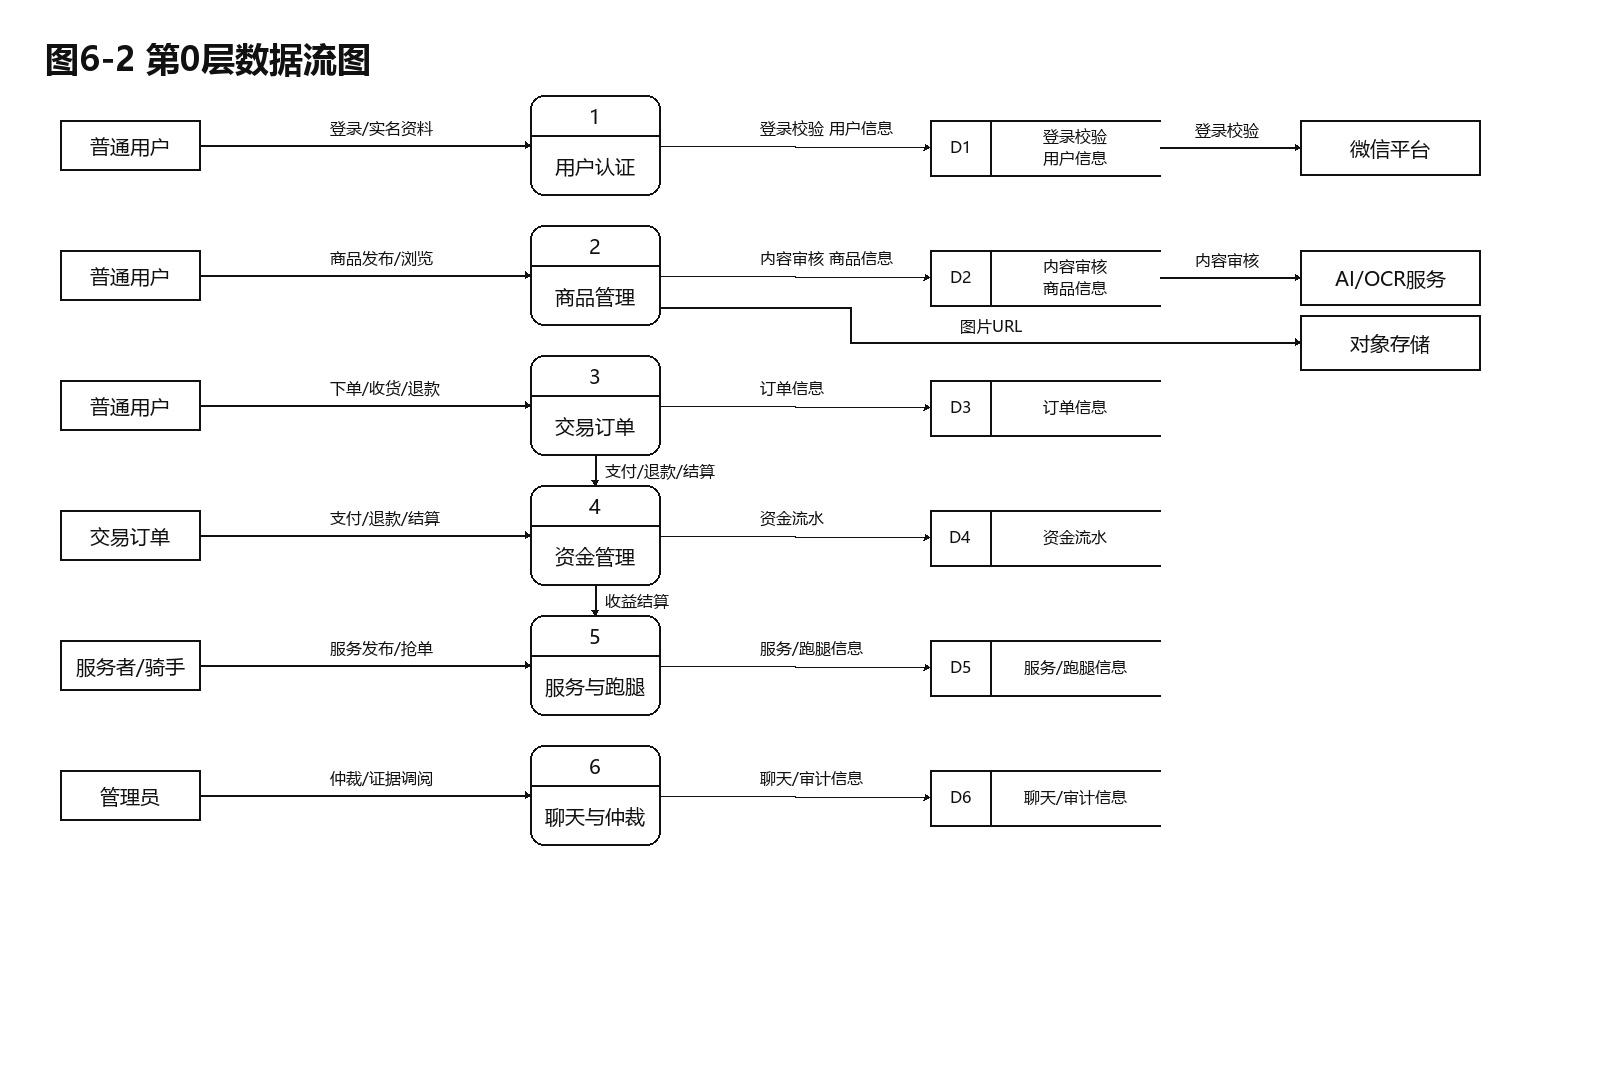 图6-2 第0层数据流图
普通用户
登录/实名资料
1
用户认证
登录校验 用户信息
D1
登录校验
用户信息
登录校验
微信平台
普通用户
商品发布/浏览
2
商品管理
内容审核 商品信息
D2
内容审核
商品信息
内容审核
AI/OCR服务
图片URL
对象存储
普通用户
下单/收货/退款
3
交易订单
订单信息
D3
订单信息
支付/退款/结算
交易订单
支付/退款/结算
4
资金管理
资金流水
D4
资金流水
收益结算
服务者/骑手
服务发布/抢单
5
服务与跑腿
服务/跑腿信息
D5
服务/跑腿信息
管理员
仲裁/证据调阅
6
聊天与仲裁
聊天/审计信息
D6
聊天/审计信息